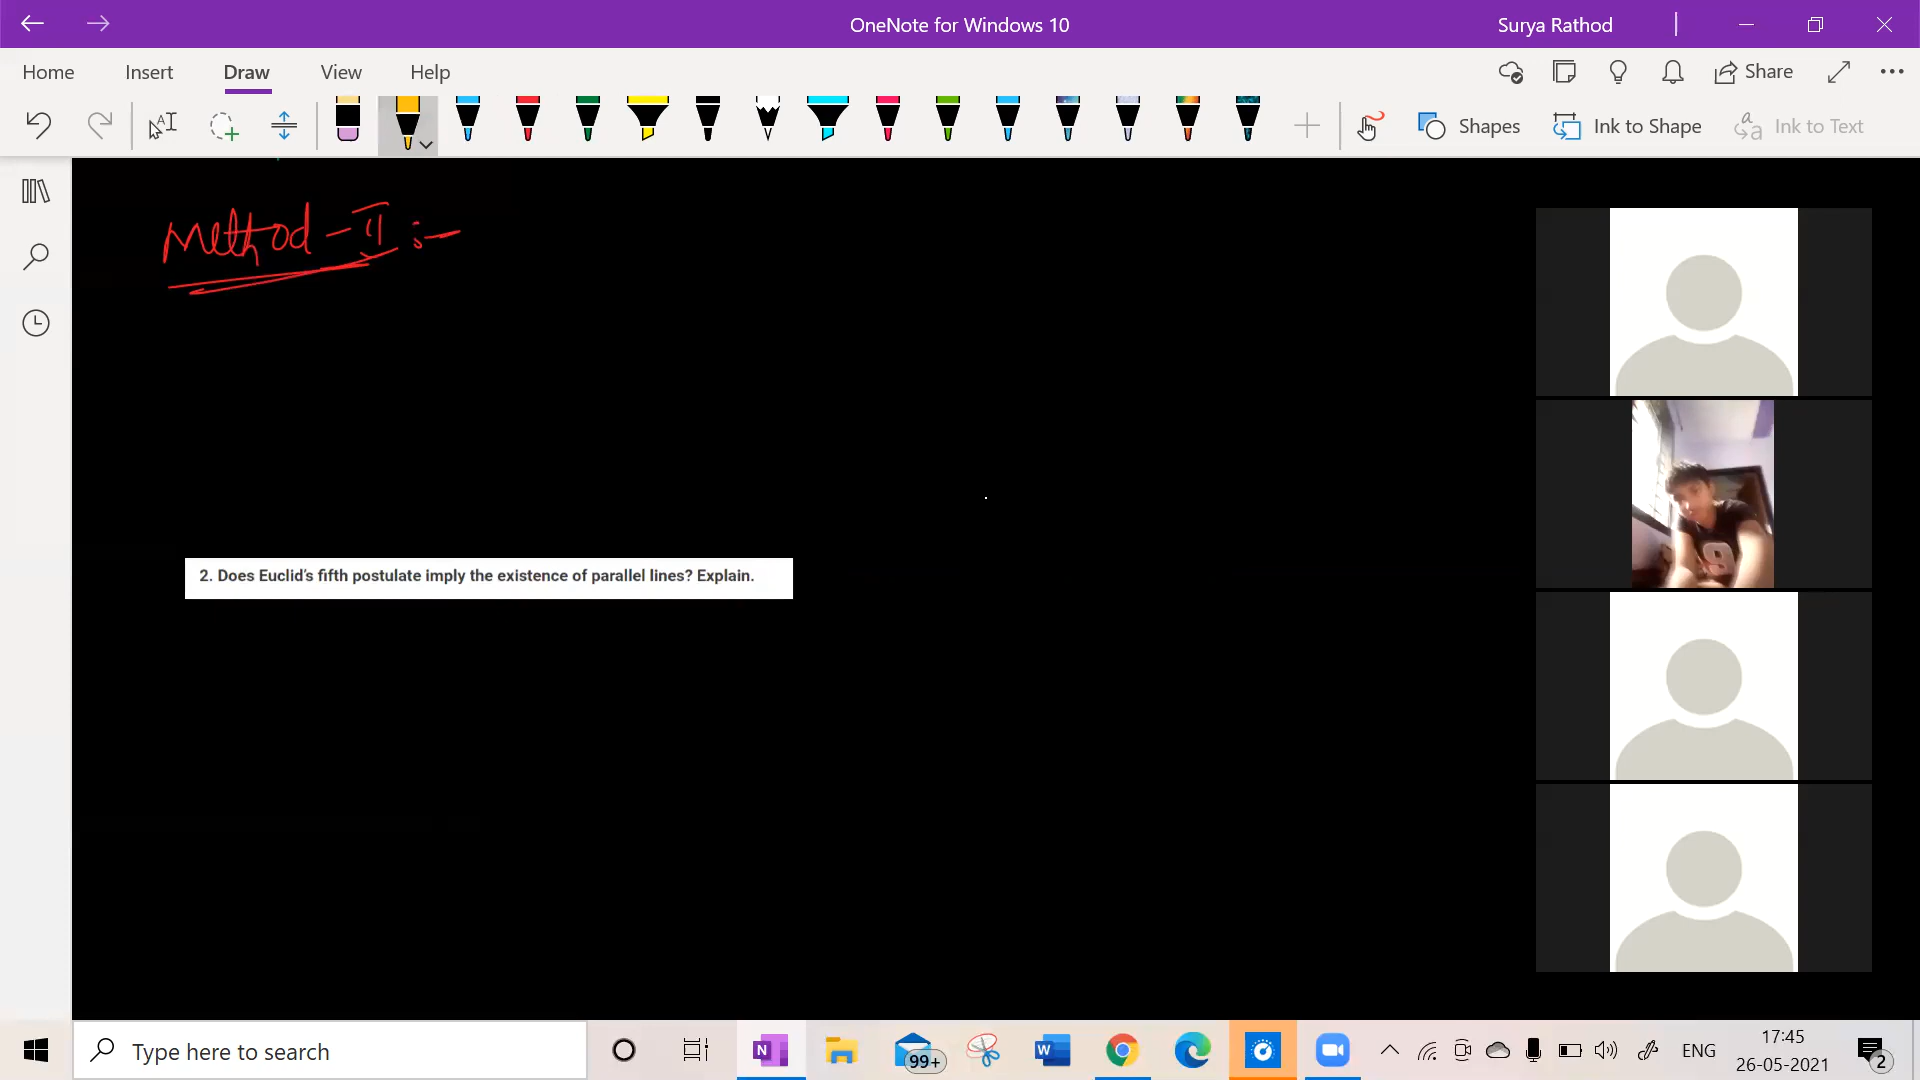 OneNote for Windows 10
Surya Rathod
Home Insert Draw View Help
Share
Shapes
Ink to Shape
Ink to Text
Method - II :-
2. Does Euclid's fifth postulate imply the existence of parallel lines? Explain.
9
Type here to search
99+
ENG
17:45
26-05-2021
2